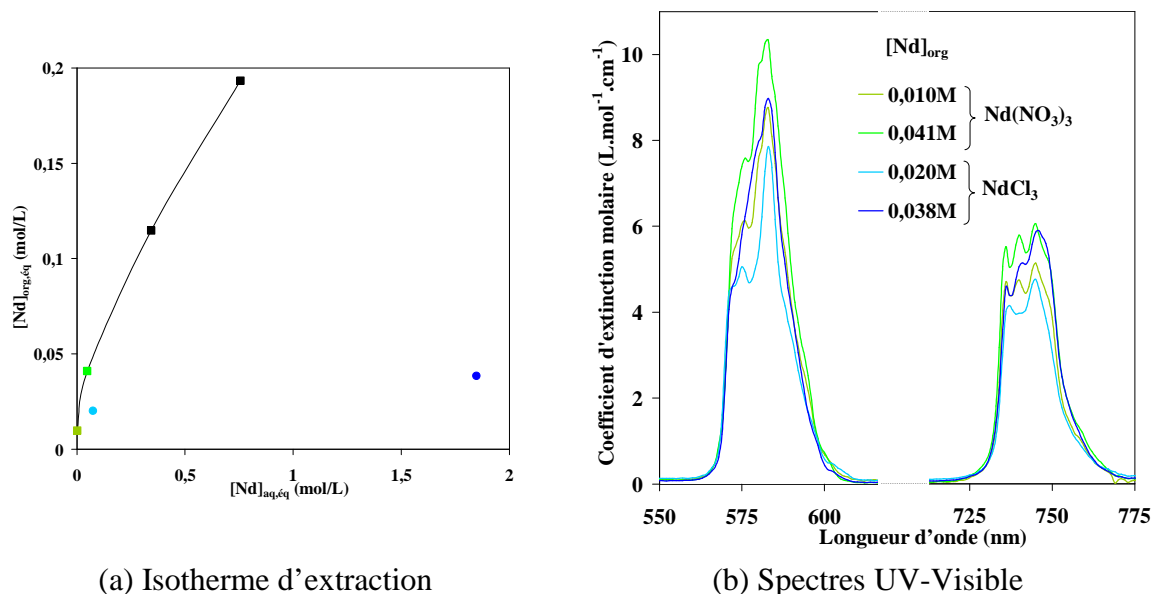 0,2
0,15
0,1
0,05
0
[Nd]org,éq (mol/L)
0
0,5
1
1,5
2
[Nd]aq,éq (mol/L)
(a) Isotherme d'extraction
10
8
6
4
2
0
Coefficient d'extinction molaire (L.mol-1.cm-1)
[Nd]org
0,010M
0,041M
Nd(NO3)3
0,020M
0,038M
NdCl3
550
575
600
725
750
775
Longueur d'onde (nm)
(b) Spectres UV-Visible